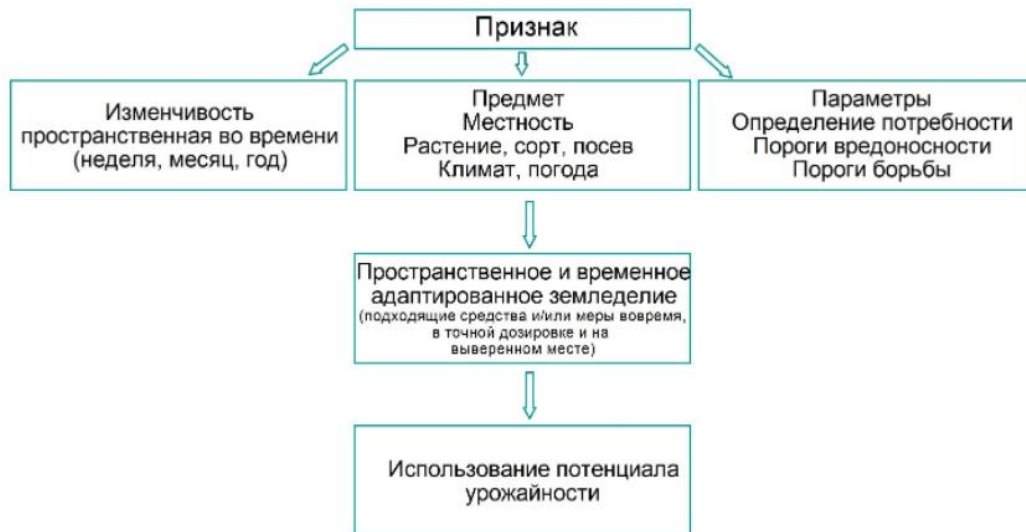 Признак
Изменчивость
пространственная во времени
(неделя, месяц, год)
Предмет
Местность
Растение, сорт, посев
Климат, погода
Параметры
Определение потребности
Пороги вредоносности
Пороги борьбы
Пространственное и временное
адаптированное земледелие
(подходящие средства и/или меры вовремя,
в точной дозировке и на
выверенном месте)
Использование потенциала
урожайности